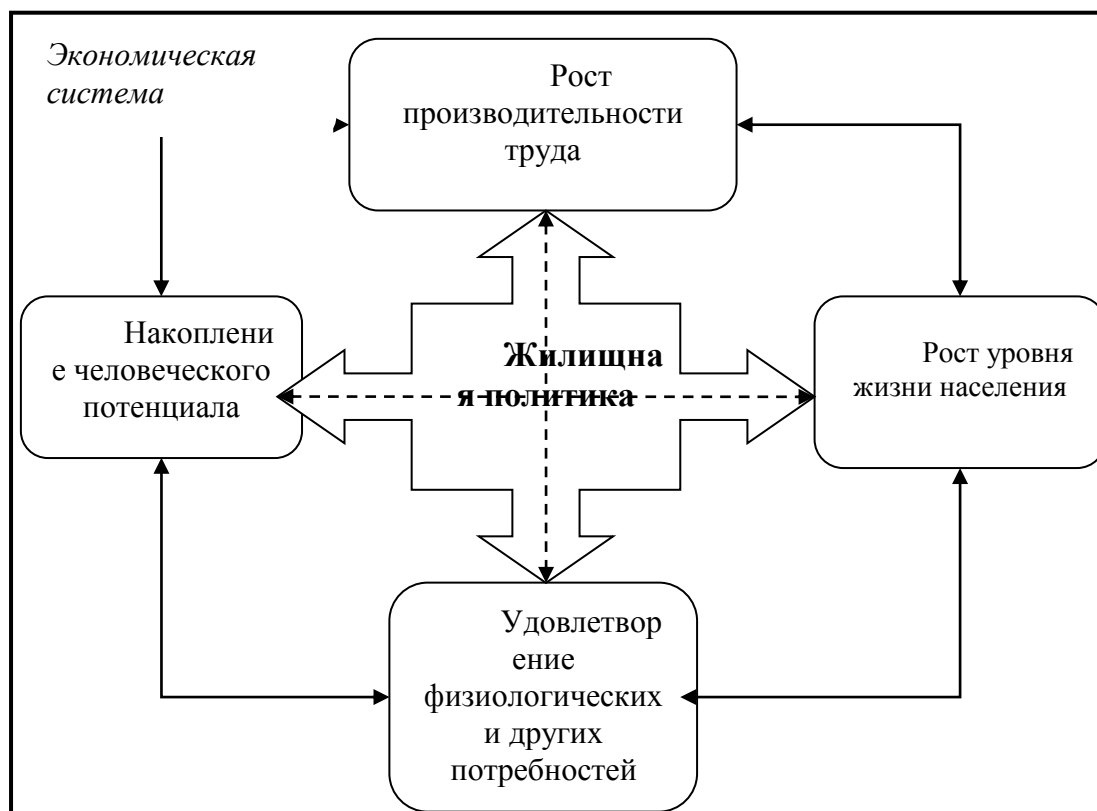 Экономическая
система
Рост
производительности
труда
Накоплени
е человеческого
потенциала
Жилищна
я политика
Рост уровня
жизни населения
Удовлетвор
ение
физиологических
и других
потребностей